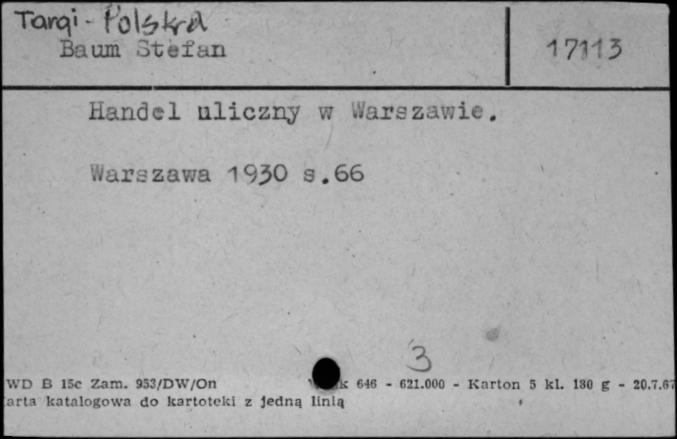 Targi - Polska
Baum Stefan 17113
Handel uliczny w Warszawie.
Warszawa 1930 s.66
3
WD B 15c Zam. 953/DW/On 646 - 621.000 - Karton 5 kl. 180 g - 20.7.67
arta katalogowa do kartoteki z jedną linią